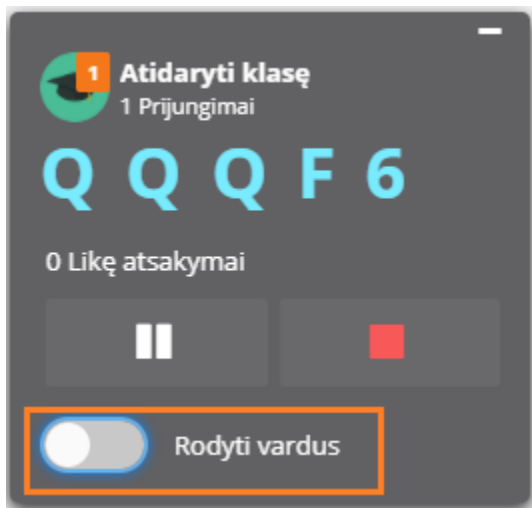 1
Atidaryti klasę
1 Prijungimai
Q Q Q F 6
0 Likę atsakymai
Rodyti vardus